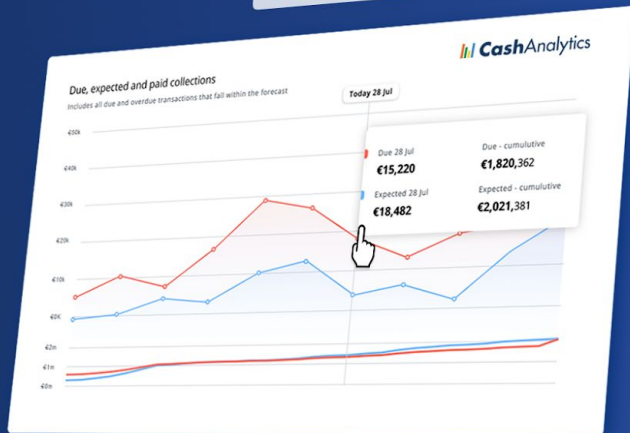 CashAnalytics
Due, expected and paid collections
Includes all due and overdue transactions that fall within the forecast
Today 28 Jul
Due 28 Jul
€15,220
Due - cumulutive
€1,820,362
Expected 28 Jul
€18,482
Expected - cumulutive
€2,021,381
€50k
€40k
€30k
€20k
€10k
€0K
€2m
€1m
€0m